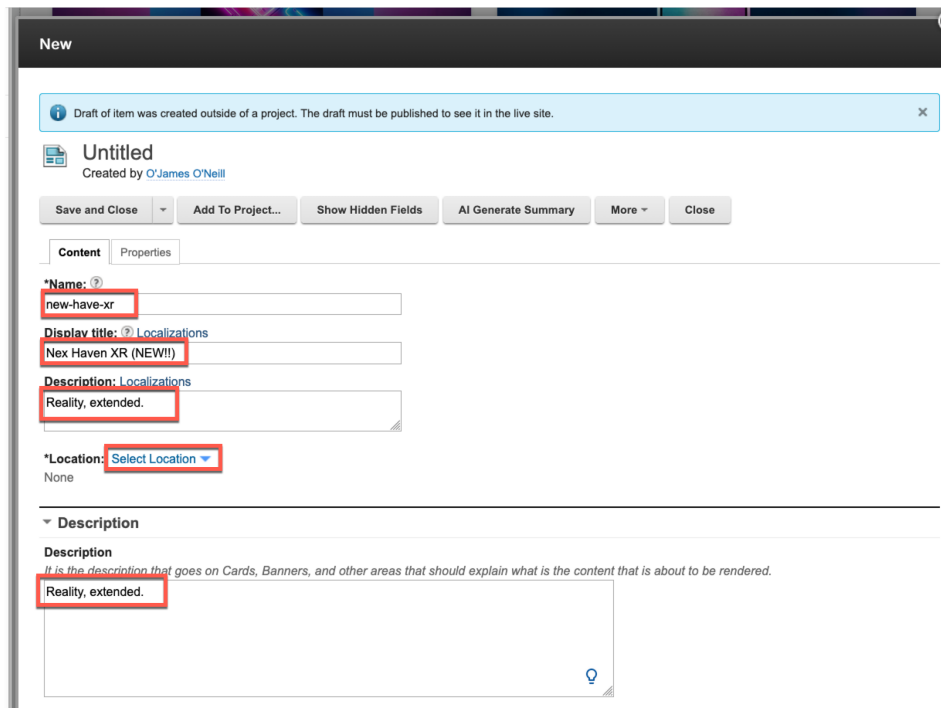 New
Draft of item was created outside of a project. The draft must be published to see it in the live site.
Untitled
Created by O'James O'Neill
Save and Close Add To Project... Show Hidden Fields AI Generate Summary More Close
Content Properties
*Name: ?
new-have-xr
Display title: ? Localizations
Nex Haven XR (NEW!!)
Description: Localizations
Reality, extended.
*Location: Select Location
None
Description
Description
It is the description that goes on Cards, Banners, and other areas that should explain what is the content that is about to be rendered.
Reality, extended.